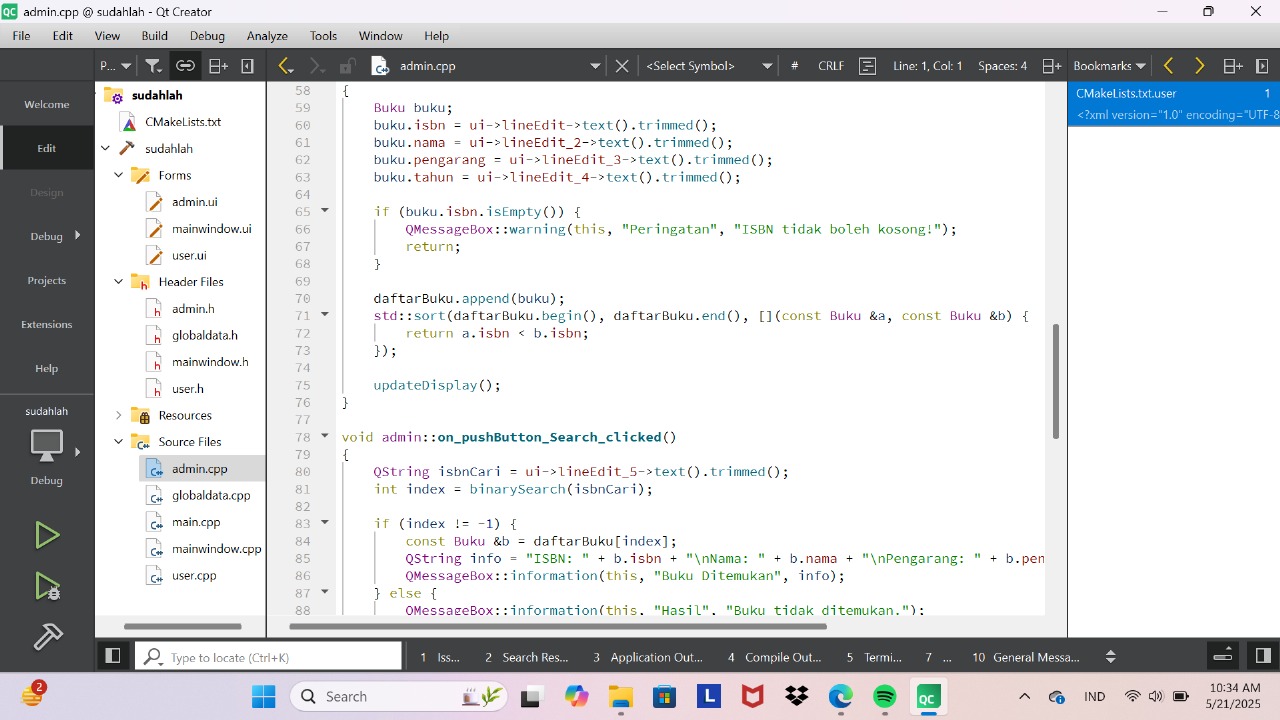 admin.cpp @ sudahlah - Qt Creator
File Edit View Build Debug Analyze Tools Window Help
P... admin.cpp <Select Symbol> # CRLF Line: 1, Col: 1 Spaces: 4 Bookmarks
Welcome
Edit
Design
Debug
Projects
Extensions
Help
sudahlah
Debug
sudahlah
CMakeLists.txt
sudahlah
Forms
admin.ui
mainwindow.ui
user.ui
Header Files
admin.h
globaldata.h
mainwindow.h
user.h
Resources
Source Files
admin.cpp
globaldata.cpp
main.cpp
mainwindow.cpp
user.cpp
58 {
59 Buku buku;
60 buku.isbn = ui->lineEdit->text().trimmed();
61 buku.nama = ui->lineEdit_2->text().trimmed();
62 buku.pengarang = ui->lineEdit_3->text().trimmed();
63 buku.tahun = ui->lineEdit_4->text().trimmed();
64
65 if (buku.isbn.isEmpty()) {
66 QMessageBox::warning(this, "Peringatan", "ISBN tidak boleh kosong!");
67 return;
68 }
69
70 daftarBuku.append(buku);
71 std::sort(daftarBuku.begin(), daftarBuku.end(), [](const Buku &a, const Buku &b) {
72 return a.isbn < b.isbn;
73 });
74
75 updateDisplay();
76 }
77
78 void admin::on_pushButton_Search_clicked()
79 {
80 QString isbnCari = ui->lineEdit_5->text().trimmed();
81 int index = binarySearch(isbnCari);
82
83 if (index != -1) {
84 const Buku &b = daftarBuku[index];
85 QString info = "ISBN: " + b.isbn + "\nNama: " + b.nama + "\nPengarang: " + b.pen
86 QMessageBox::information(this, "Buku Ditemukan", info);
87 } else {
88 QMessageBox::information(this, "Hasil", "Buku tidak ditemukan.");
CMakeLists.txt.user 1
<?xml version="1.0" encoding="UTF-8
Type to locate (Ctrl+K) 1 Iss... 2 Search Res... 3 Application Out... 4 Compile Out... 5 Termi... 7 ... 10 General Messa...
2 Search L QC IND 10:34 AM
5/21/2025